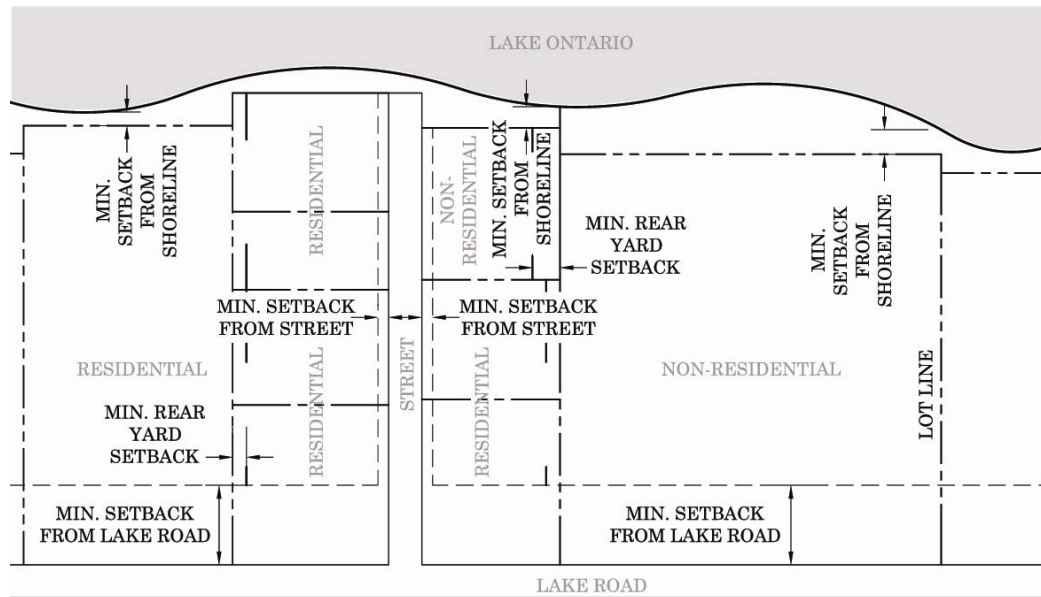 LAKE ONTARIO
MIN.
SETBACK
FROM
SHORELINE
RESIDENTIAL
NON-
RESIDENTIAL
MIN. SETBACK
FROM
SHORELINE
MIN. REAR
YARD
SETBACK
MIN.
SETBACK
FROM
SHORELINE
MIN. SETBACK
FROM STREET
MIN. SETBACK
FROM STREET
RESIDENTIAL
STREET
NON-RESIDENTIAL
LOT LINE
MIN. REAR
YARD
SETBACK
RESIDENTIAL
RESIDENTIAL
MIN. SETBACK
FROM LAKE ROAD
MIN. SETBACK
FROM LAKE ROAD
LAKE ROAD